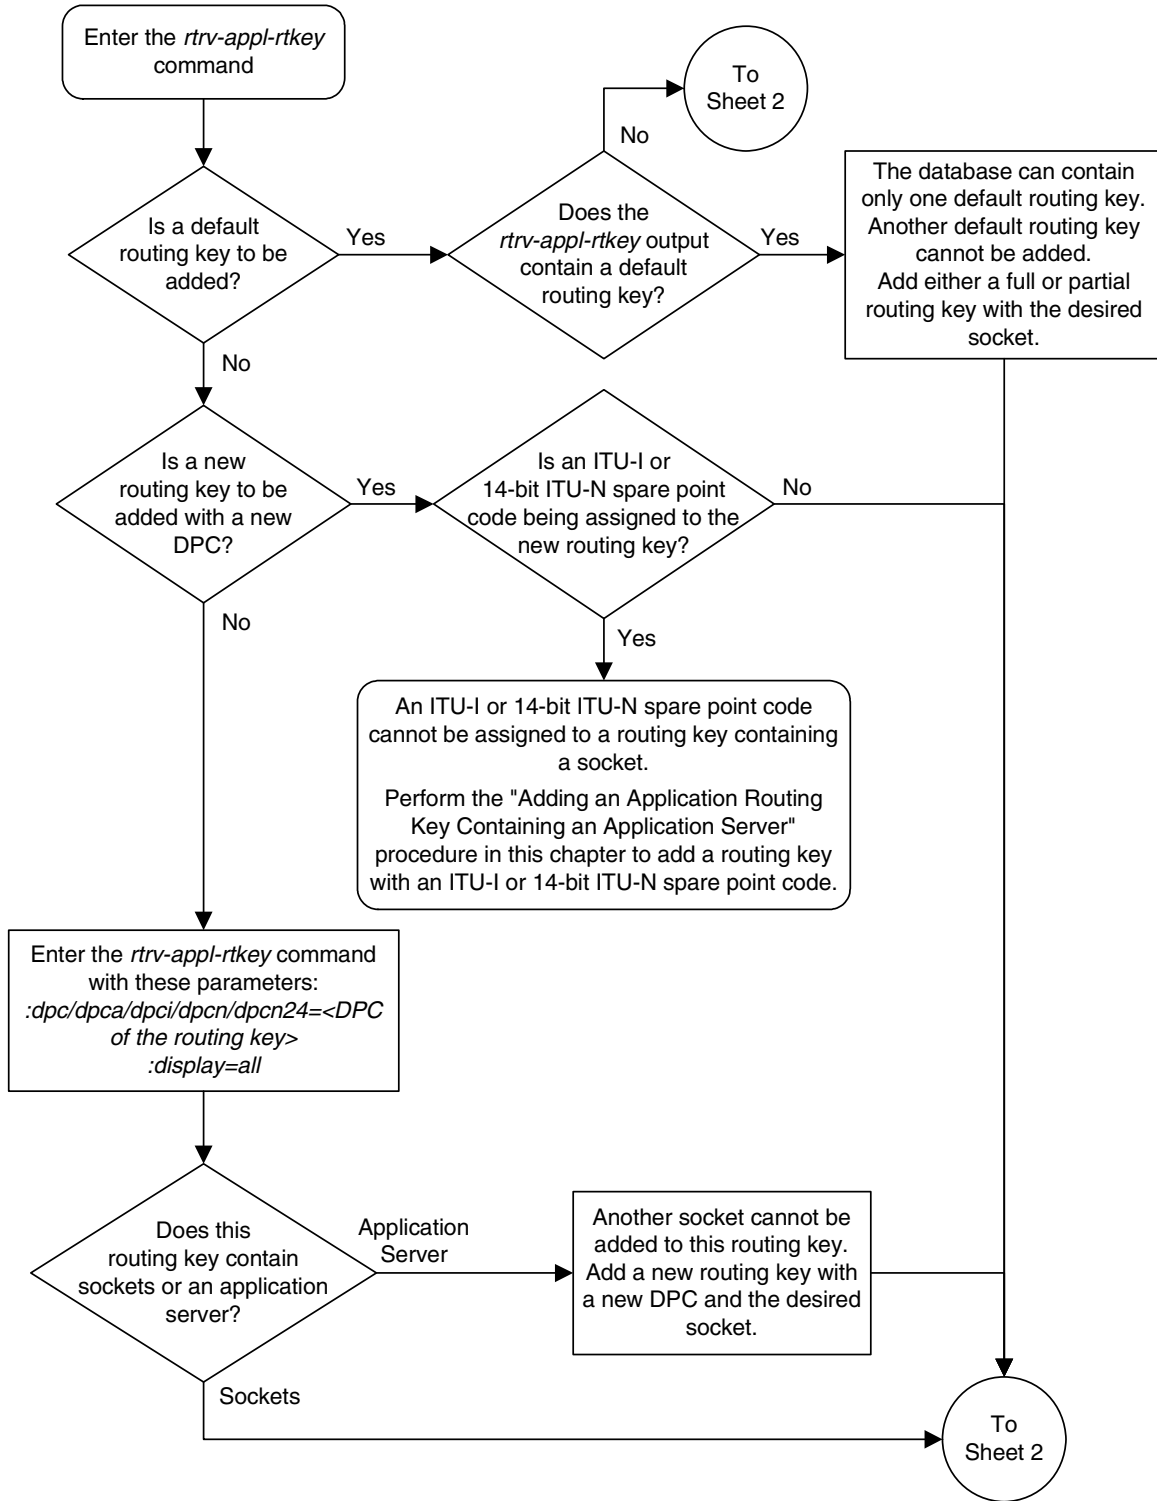 Enter the rtrv-appl-rtkey
command
To
Sheet 2
No
Is a default
routing key to be
added?
Yes
Does the
rtrv-appl-rtkey output
contain a default
routing key?
Yes
The database can contain
only one default routing key.
Another default routing key
cannot be added.
Add either a full or partial
routing key with the desired
socket.
No
Is a new
routing key to be
added with a new
DPC?
Yes
Is an ITU-I or
14-bit ITU-N spare point
code being assigned to the
new routing key?
No
No
Yes
An ITU-I or 14-bit ITU-N spare point code
cannot be assigned to a routing key containing
a socket.
Perform the "Adding an Application Routing
Key Containing an Application Server"
procedure in this chapter to add a routing key
with an ITU-I or 14-bit ITU-N spare point code.
Enter the rtrv-appl-rtkey command
with these parameters:
:dpc/dpca/dpci/dpcn/dpcn24=<DPC
of the routing key>
:display=all
Does this
routing key contain
sockets or an application
server?
Application
Server
Another socket cannot be
added to this routing key.
Add a new routing key with
a new DPC and the desired
socket.
Sockets
To
Sheet 2